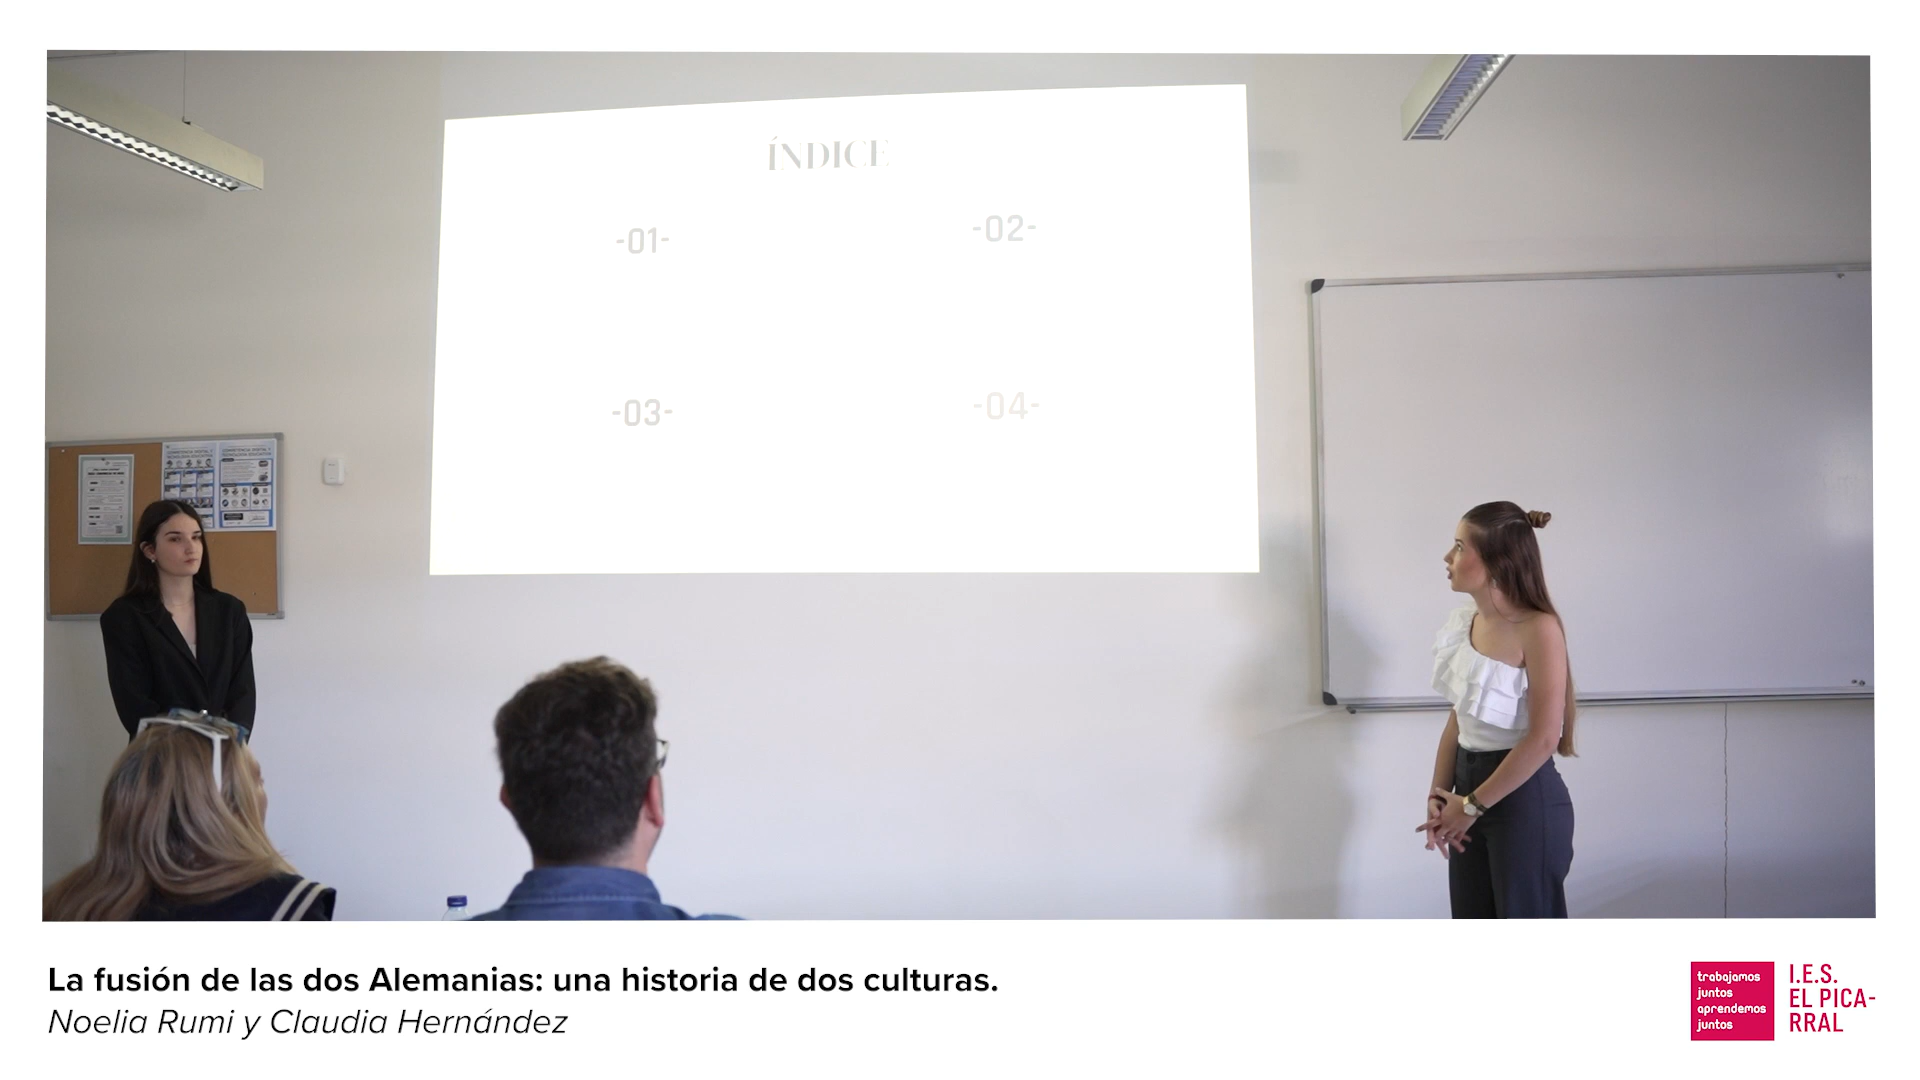 ÍNDICE
-01-
-02-
-03-
-04-
La fusión de las dos Alemanias: una historia de dos culturas.
Noelia Rumi y Claudia Hernández
trabajamos
juntos
aprendemos
juntos
I.E.S.
EL PICA-
RRAL